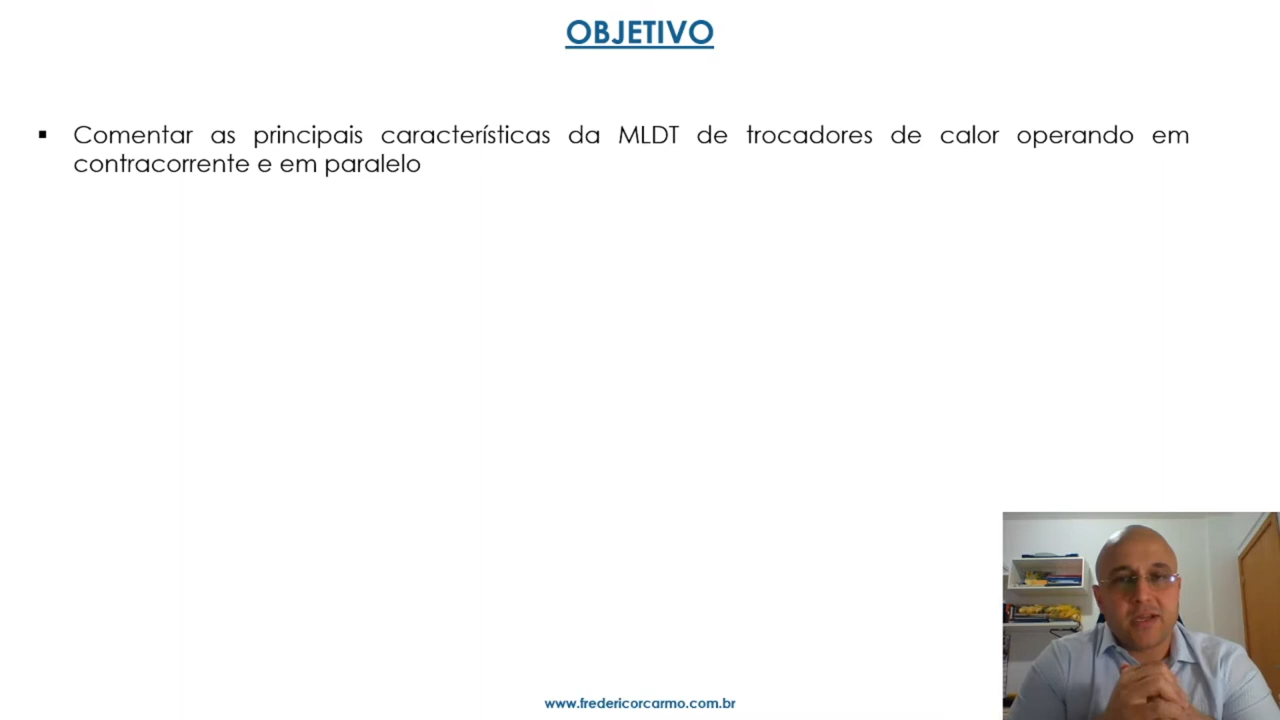 OBJETIVO
▪ Comentar as principais características da MLDT de trocadores de calor operando em
contracorrente e em paralelo
www.fredericorcarmo.com.br